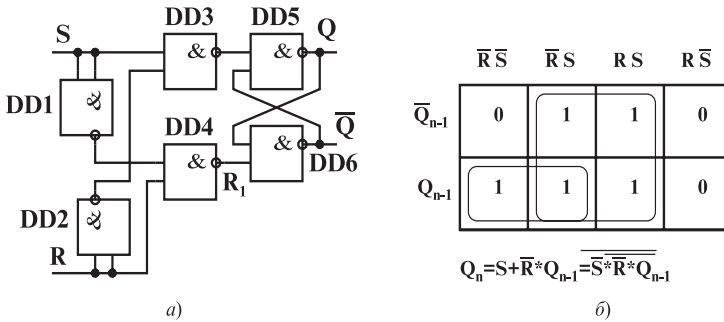 S DD3 DD5 Q
& &
DD1 & DD4 Q̅
& &
DD2 & R₁ DD6
R
а)
R̅ S̅ R̅ S R S R S̅
Q̅ₙ₋₁ 0 1 1 0
Qₙ₋₁ 1 1 1 0
Qₙ=S+R̅*Qₙ₋₁=S̅*R̅*Qₙ₋₁
б)